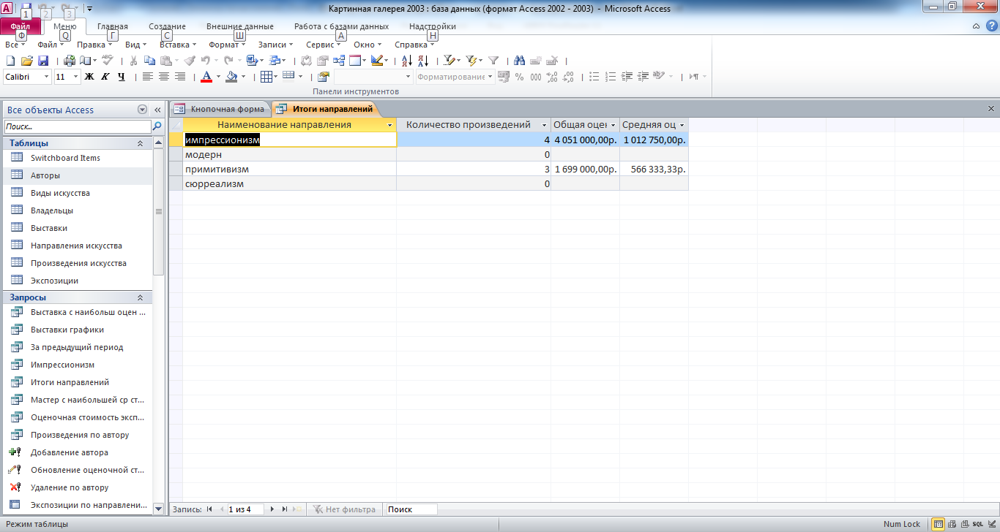 Картинная галерея 2003 : база данных (формат Access 2002 - 2003) - Microsoft Access
1 2 3
Файл Меню Главная Создание Внешние данные Работа с базами данных Надстройки
Ф Q Г С Ш А Н
Все Файл Правка Вид Вставка Формат Записи Сервис Окно Справка
Calibri 11 Ж К Ч А Форматирование % 000
Панели инструментов
Все объекты Access
Поиск...
Таблицы
Switchboard Items
Авторы
Виды искусства
Владельцы
Выставки
Направления искусства
Произведения искусства
Экспозиции
Запросы
Выставка с наибольш оцен ...
Выставки графики
За предыдущий период
Импрессионизм
Итоги направлений
Мастер с наибольшей ср ст...
Оценочная стоимость эксп...
Произведения по автору
Добавление автора
Обновление оценочной ст...
Удаление по автору
Экспозиции по направлени...
Кнопочная форма Итоги направлений
Наименование направления Количество произведений Общая оцен Средняя оц
импрессионизм 4 4 051 000,00р. 1 012 750,00р.
модерн 0
примитивизм 3 1 699 000,00р. 566 333,33р.
сюрреализм 0
Запись: 1 из 4 Нет фильтра Поиск
Режим таблицы Num Lock SQL